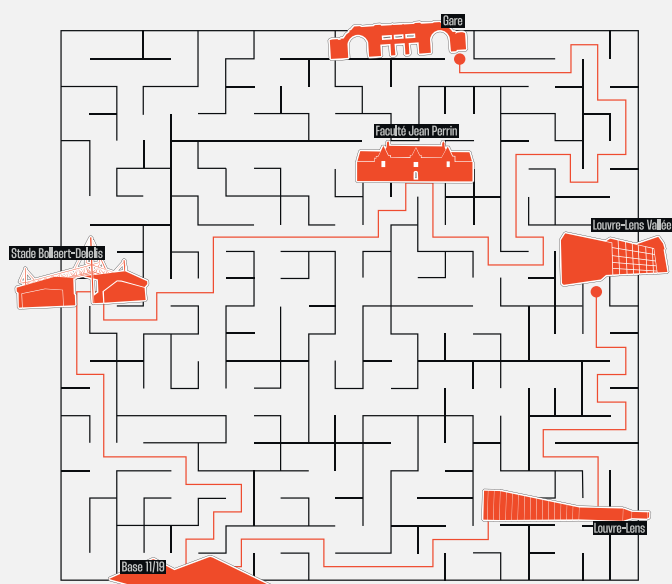 Gare
Faculté Jean Perrin
Louvre-Lens Vallée
Stade Bollaert-Delelis
Louvre-Lens
Base 11/19